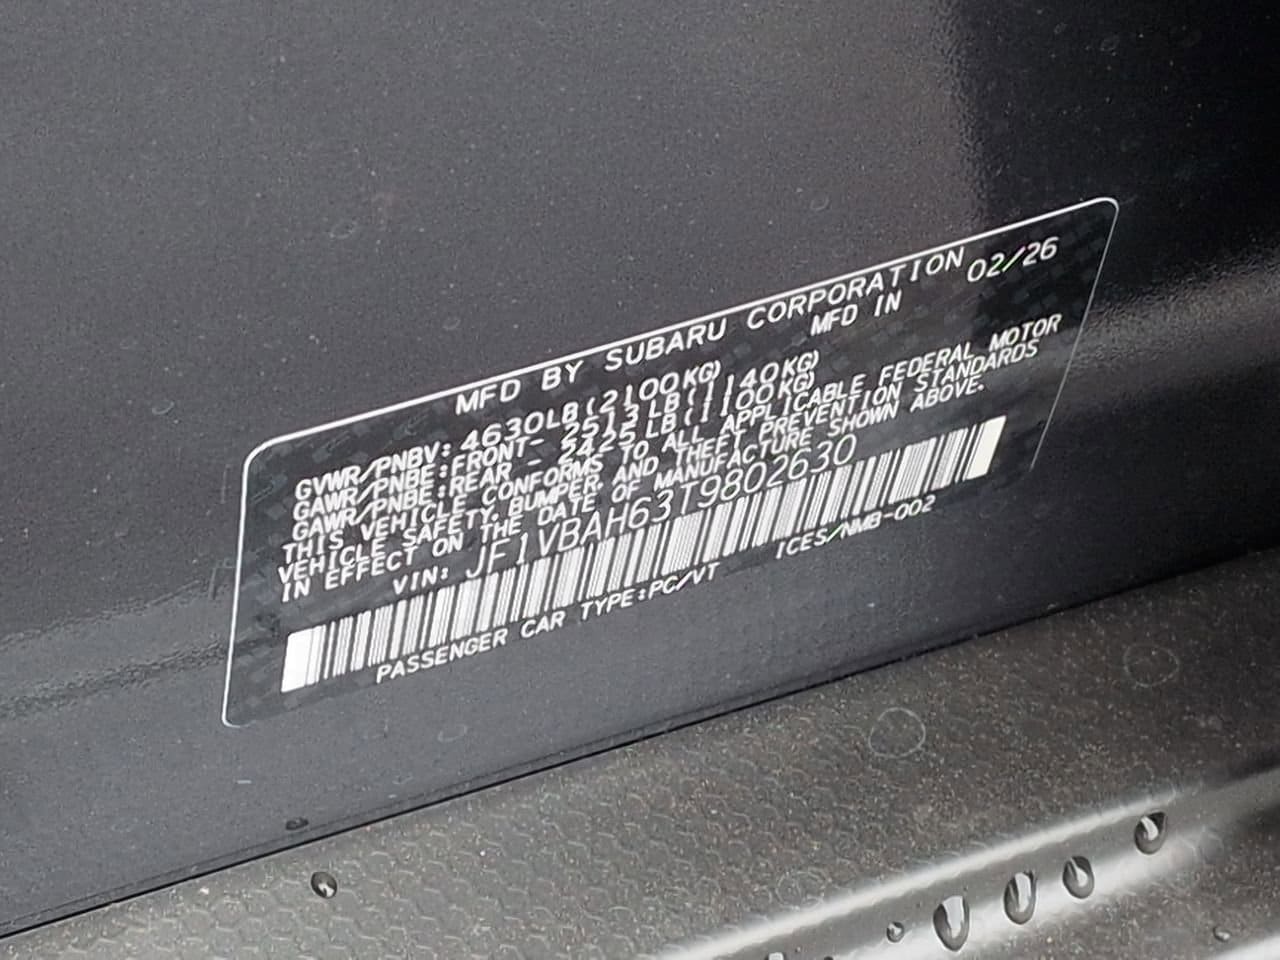 MFD BY SUBARU CORPORATION 02/26
MFD IN
GVWR/PNBV: 4630LB(2100KG)
GAWR/PNBE:FRONT- 2513LB(1140KG)
GAWR/PNBE:REAR - 2425LB(1100KG)
THIS VEHICLE CONFORMS TO ALL APPLICABLE FEDERAL MOTOR
VEHICLE SAFETY, BUMPER, AND THEFT PREVENTION STANDARDS
IN EFFECT ON THE DATE OF MANUFACTURE SHOWN ABOVE.
VIN: JF1VBAH63T9802630
PASSENGER CAR TYPE:PC/VT ICES/NMB-002